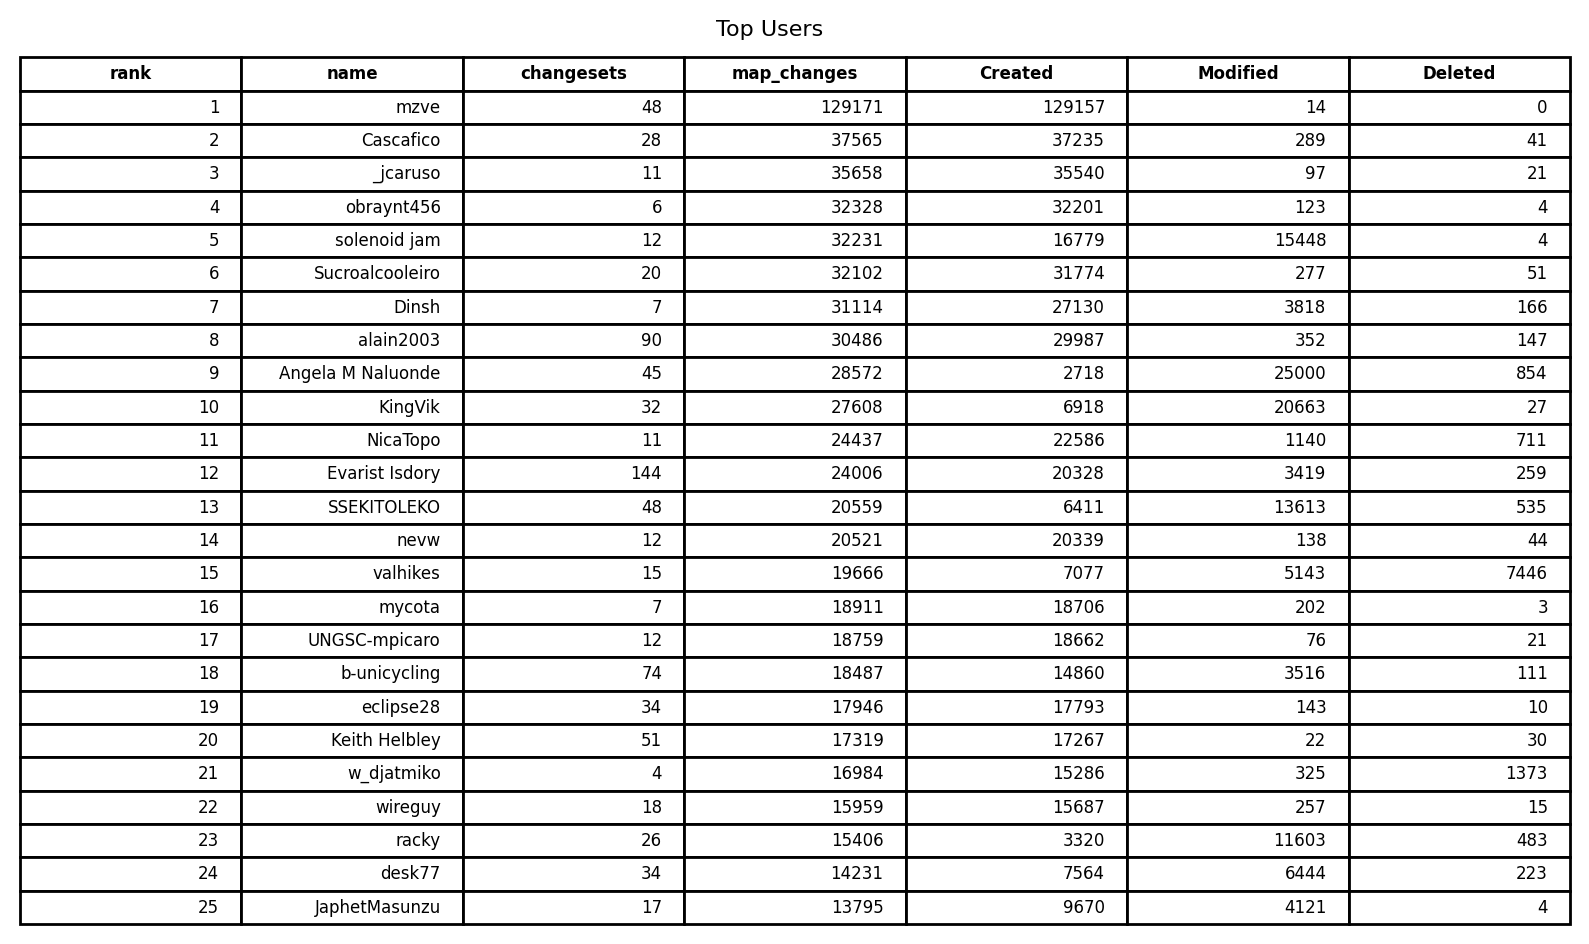 Top Users
rank name changesets map_changes Created Modified Deleted
1 mzve 48 129171 129157 14 0
2 Cascafico 28 37565 37235 289 41
3 _jcaruso 11 35658 35540 97 21
4 obraynt456 6 32328 32201 123 4
5 solenoid jam 12 32231 16779 15448 4
6 Sucroalcooleiro 20 32102 31774 277 51
7 Dinsh 7 31114 27130 3818 166
8 alain2003 90 30486 29987 352 147
9 Angela M Naluonde 45 28572 2718 25000 854
10 KingVik 32 27608 6918 20663 27
11 NicaTopo 11 24437 22586 1140 711
12 Evarist Isdory 144 24006 20328 3419 259
13 SSEKITOLEKO 48 20559 6411 13613 535
14 nevw 12 20521 20339 138 44
15 valhikes 15 19666 7077 5143 7446
16 mycota 7 18911 18706 202 3
17 UNGSC-mpicaro 12 18759 18662 76 21
18 b-unicycling 74 18487 14860 3516 111
19 eclipse28 34 17946 17793 143 10
20 Keith Helbley 51 17319 17267 22 30
21 w_djatmiko 4 16984 15286 325 1373
22 wireguy 18 15959 15687 257 15
23 racky 26 15406 3320 11603 483
24 desk77 34 14231 7564 6444 223
25 JaphetMasunzu 17 13795 9670 4121 4